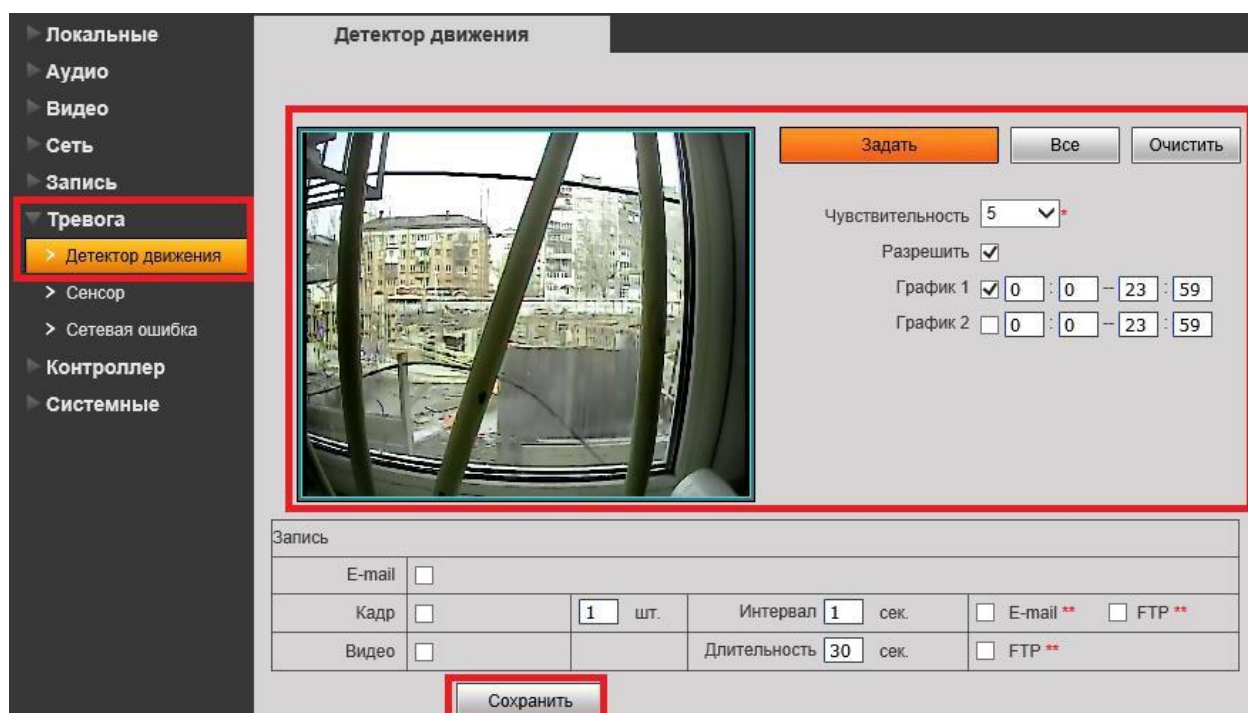 Локальные
Аудио
Видео
Сеть
Запись
Тревога
> Детектор движения
> Сенсор
> Сетевая ошибка
Контроллер
Системные
Детектор движения
Задать Все Очистить
Чувствительность 5 *
Разрешить
График 1 0 : 0 – 23 : 59
График 2 0 : 0 – 23 : 59
Запись
E-mail
Кадр 1 шт. Интервал 1 сек. E-mail ** FTP **
Видео Длительность 30 сек. FTP **
Сохранить